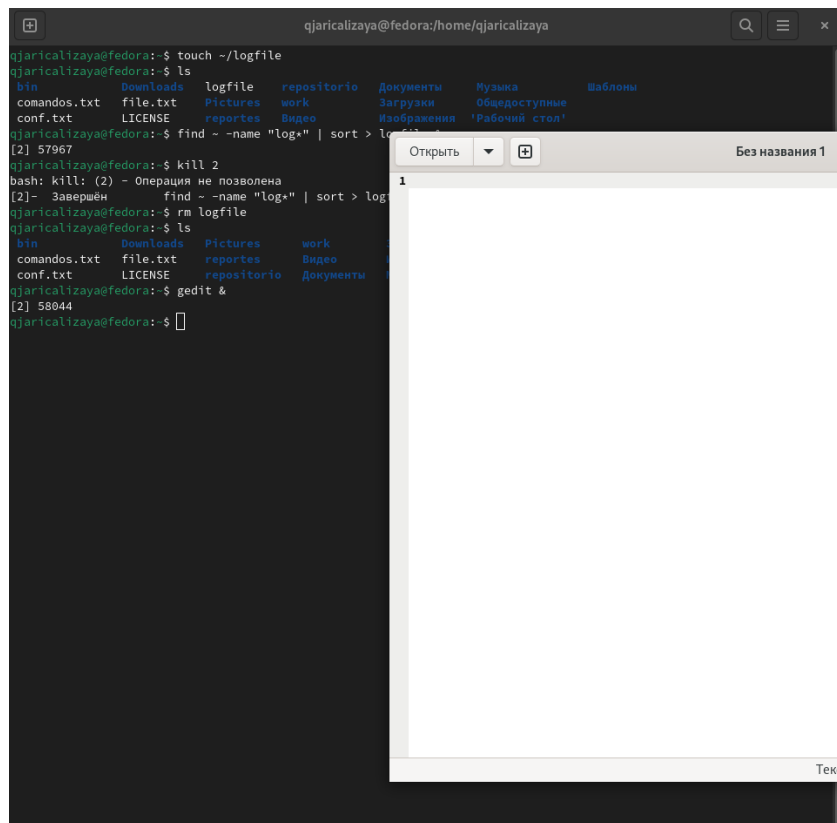 qjaricalizaya@fedora:/home/qjaricalizaya
qjaricalizaya@fedora:~$ touch ~/logfile
qjaricalizaya@fedora:~$ ls
bin Downloads logfile repositorio Документы Музыка Шаблоны
comandos.txt file.txt Pictures work Загрузки Общедоступные
conf.txt LICENSE reportes Видео Изображения 'Рабочий стол'
qjaricalizaya@fedora:~$ find ~ -name "log*" | sort >
[2] 57967
qjaricalizaya@fedora:~$ kill 2
bash: kill: (2) - Операция не позволена
[2]- Завершён find ~ -name "log*" | sort > log
qjaricalizaya@fedora:~$ rm logfile
qjaricalizaya@fedora:~$ ls
bin Downloads Pictures work
comandos.txt file.txt reportes Видео
conf.txt LICENSE repositorio Документы
qjaricalizaya@fedora:~$ gedit &
[2] 58044
qjaricalizaya@fedora:~$
Открыть Без названия 1
1
Тек